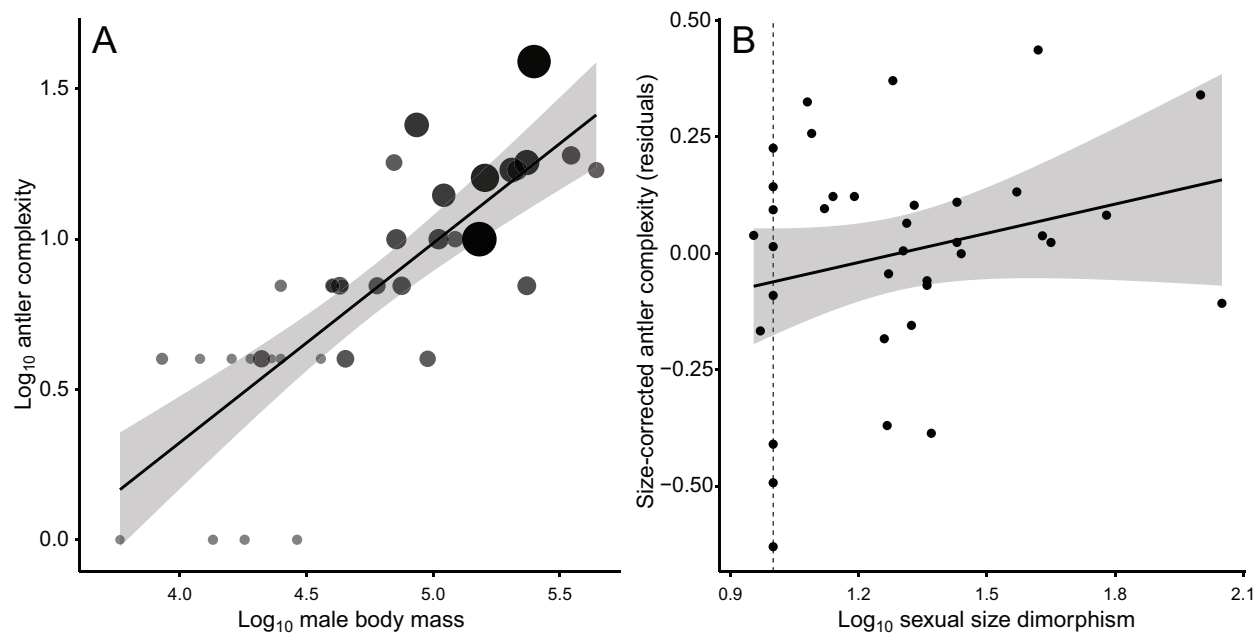 A
Log10 antler complexity
1.5
1.0
0.5
0.0
4.0 4.5 5.0 5.5
Log10 male body mass
B
Size-corrected antler complexity (residuals)
0.50
0.25
0.00
−0.25
−0.50
0.9 1.2 1.5 1.8 2.1
Log10 sexual size dimorphism